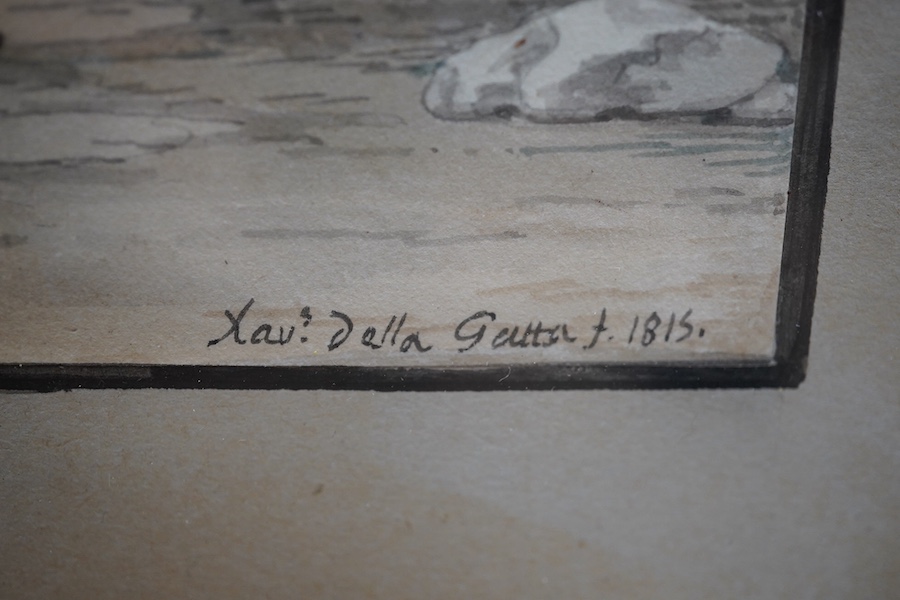 Xav.ᵉ Della Gatta f. 1815.